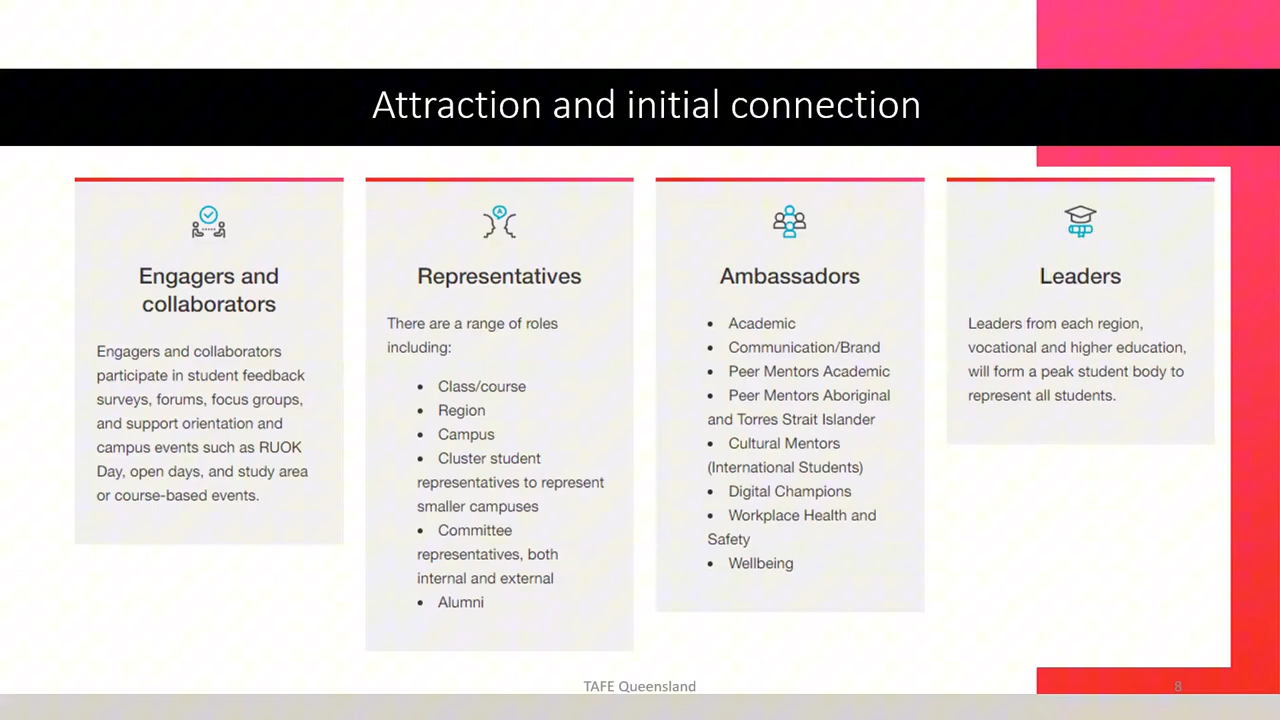 Attraction and initial connection
Engagers and
collaborators
Engagers and collaborators
participate in student feedback
surveys, forums, focus groups,
and support orientation and
campus events such as RUOK
Day, open days, and study area
or course-based events.
Representatives
There are a range of roles
including:
• Class/course
• Region
• Campus
• Cluster student
representatives to represent
smaller campuses
• Committee
representatives, both
internal and external
• Alumni
Ambassadors
• Academic
• Communication/Brand
• Peer Mentors Academic
• Peer Mentors Aboriginal
and Torres Strait Islander
• Cultural Mentors
(International Students)
• Digital Champions
• Workplace Health and
Safety
• Wellbeing
Leaders
Leaders from each region,
vocational and higher education,
will form a peak student body to
represent all students.
TAFE Queensland
8